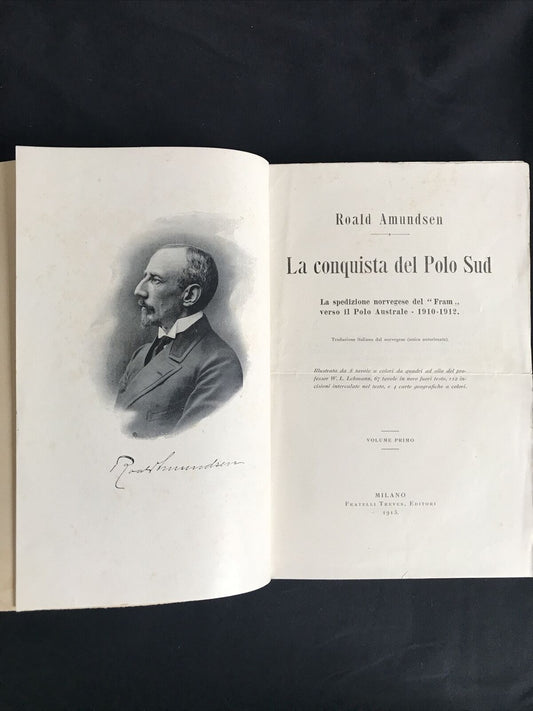 Roald Amundsen
Roald Amundsen
La conquista del Polo Sud
La spedizione norvegese del “Fram„
verso il Polo Australe - 1910-1912.
Traduzione italiana dal norvegese (unica autorizzata).
Illustrata da 8 tavole a colori da quadri ad olio del pro-
fessor W. L. Lehmann, 67 tavole in nero fuori testo, 112 in-
cisioni intercalate nel testo, e 4 carte geografiche a colori.
VOLUME PRIMO
MILANO
FRATELLI TREVES, EDITORI
1913.